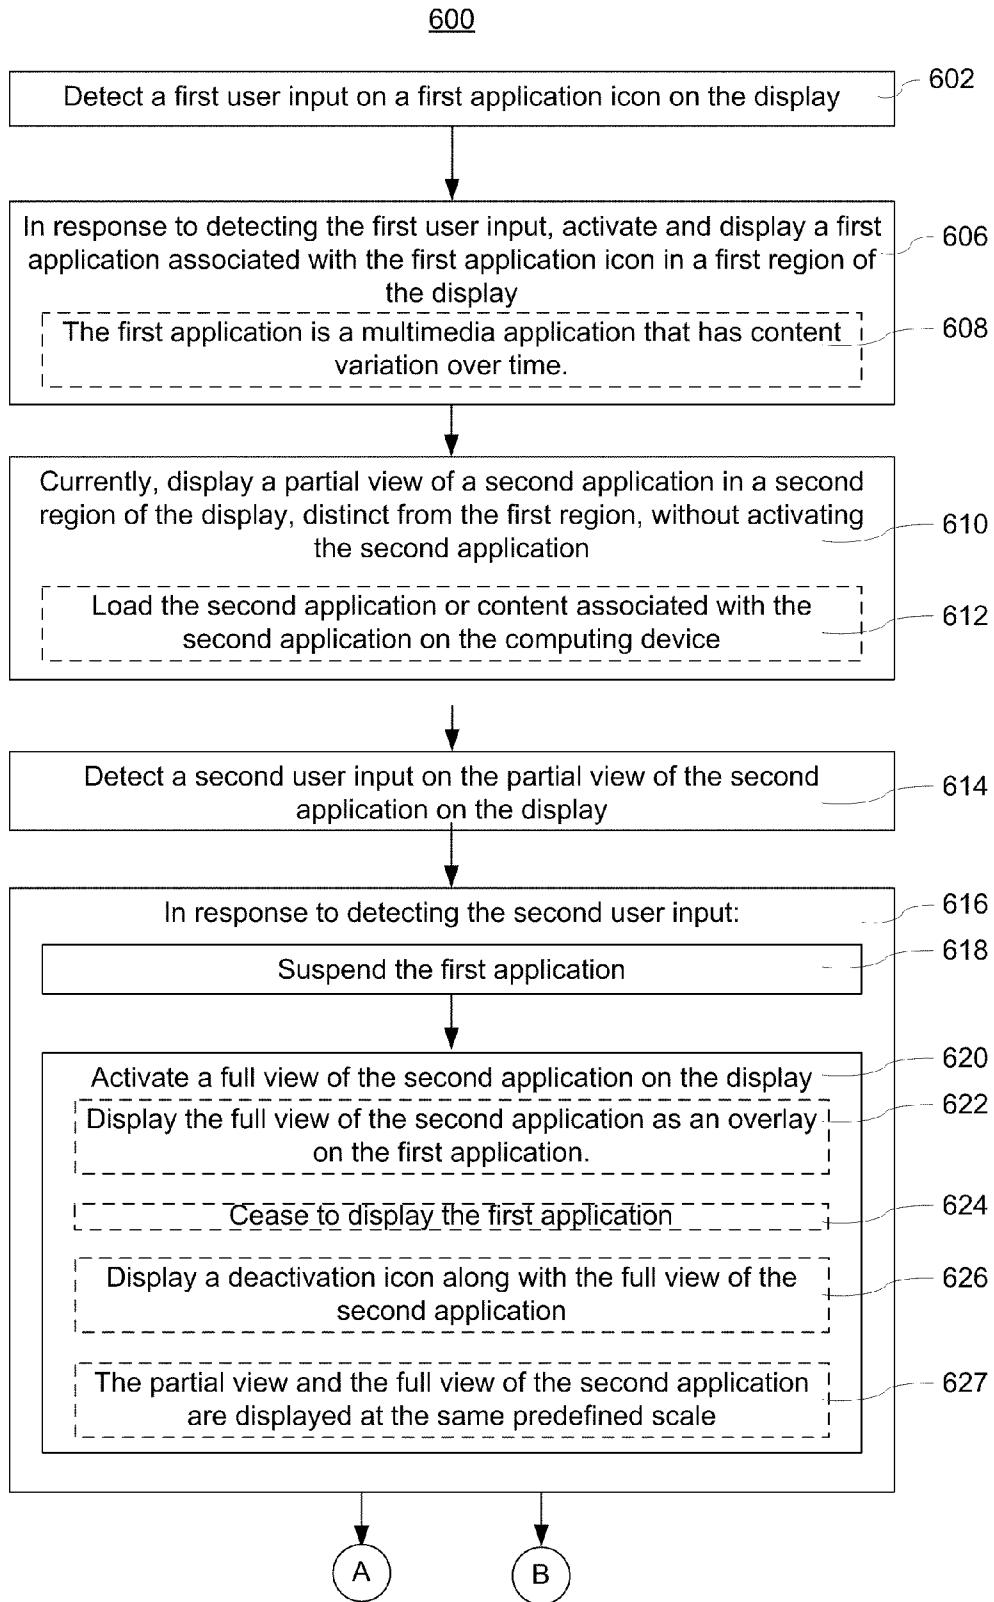 600
Detect a first user input on a first application icon on the display
602
In response to detecting the first user input, activate and display a first
application associated with the first application icon in a first region of
the display
606
The first application is a multimedia application that has content
variation over time.
608
Currently, display a partial view of a second application in a second
region of the display, distinct from the first region, without activating
the second application
610
Load the second application or content associated with the
second application on the computing device
612
Detect a second user input on the partial view of the second
application on the display
614
In response to detecting the second user input:
616
Suspend the first application
618
Activate a full view of the second application on the display
620
Display the full view of the second application as an overlay
on the first application.
622
Cease to display the first application
624
Display a deactivation icon along with the full view of the
second application
626
The partial view and the full view of the second application
are displayed at the same predefined scale
627
A
B